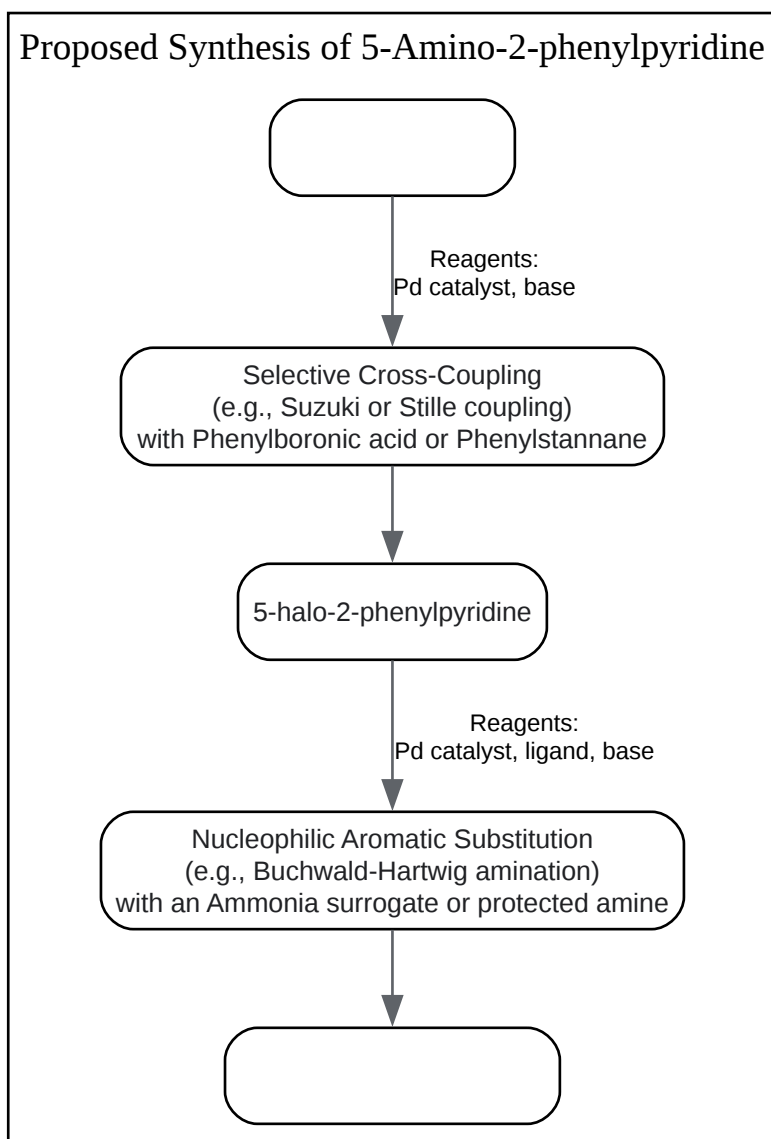 Proposed Synthesis of 5-Amino-2-phenylpyridine
Reagents:
Pd catalyst, base
Selective Cross-Coupling
(e.g., Suzuki or Stille coupling)
with Phenylboronic acid or Phenylstannane
5-halo-2-phenylpyridine
Reagents:
Pd catalyst, ligand, base
Nucleophilic Aromatic Substitution
(e.g., Buchwald-Hartwig amination)
with an Ammonia surrogate or protected amine